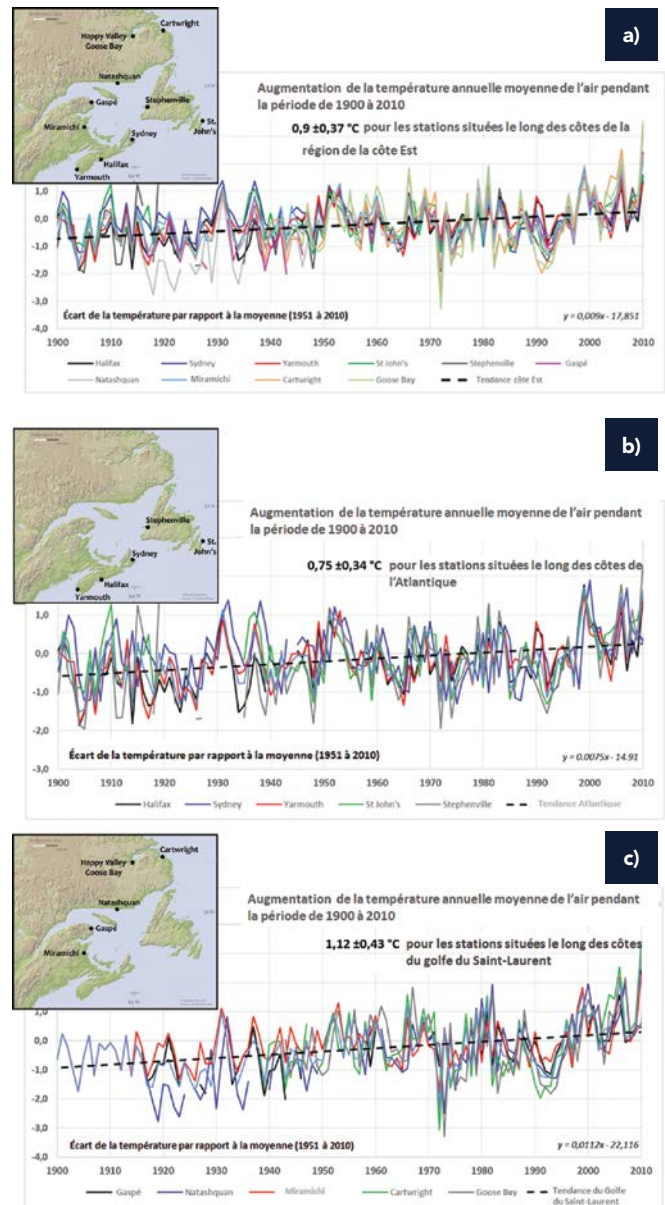 a)
Cartwright
Happy Valley
Goose Bay
Natashquan
Gaspé
Stephenville
St.
John's
Miramichi
Sydney
Halifax
Yarmouth
Augmentation de la température annuelle moyenne de l'air pendant
la période de 1900 à 2010
0,9 ±0,37 °C pour les stations situées le long des côtes de la
région de la côte Est
1,0
0,0
-1,0
-2,0
-4,0
Écart de la température par rapport à la moyenne (1951 à 2010)
y = 0,009x - 17,851
1900 1910 1920 1930 1940 1950 1960 1970 1980 1990 2000 2010
Halifax Sydney Yarmouth St John's Stephenville Gaspé
Natashquan Miramichi Cartwright Goose Bay Tendance côte Est
b)
Stephenville
St.
John's
Sydney
Halifax
Yarmouth
Augmentation de la température annuelle moyenne de l'air pendant
la période de 1900 à 2010
0,75 ±0,34 °C pour les stations situées le long des côtes de
l'Atlantique
1,0
0,0
-1,0
-2,0
-3,0
Écart de la température par rapport à la moyenne (1951 à 2010)
y = 0.0075x - 14.91
1900 1910 1920 1930 1940 1950 1960 1970 1980 1990 2000 2010
Halifax Sydney Yarmouth St John's Stephenville Tendance Atlantique
c)
Cartwright
Happy Valley
Goose Bay
Natashquan
Gaspé
Miramichi
Augmentation de la température annuelle moyenne de l'air pendant
la période de 1900 à 2010
1,12 ±0,43 °C pour les stations situées le long des côtes
du golfe du Saint-Laurent
1,0
0,0
-1,0
-2,0
-3,0
-4,0
Écart de la température par rapport à la moyenne (1951 à 2010)
y = 0,0112x - 22,116
1900 1910 1920 1930 1940 1950 1960 1970 1980 1990 2000 2010
Gaspé Natashquan Miramichi Cartwright Goose Bay Tendance du Golfe
du Saint-Laurent